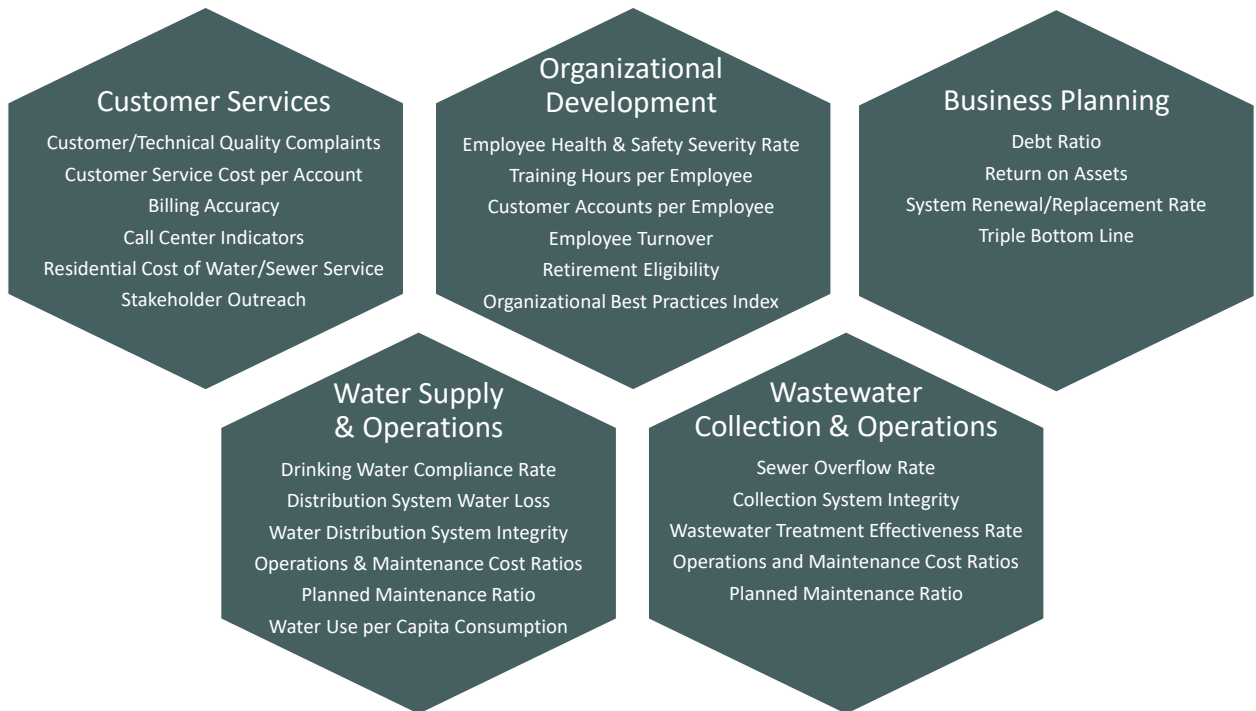 Customer Services
Customer/Technical Quality Complaints
Customer Service Cost per Account
Billing Accuracy
Call Center Indicators
Residential Cost of Water/Sewer Service
Stakeholder Outreach
Organizational
Development
Employee Health & Safety Severity Rate
Training Hours per Employee
Customer Accounts per Employee
Employee Turnover
Retirement Eligibility
Organizational Best Practices Index
Business Planning
Debt Ratio
Return on Assets
System Renewal/Replacement Rate
Triple Bottom Line
Water Supply
& Operations
Drinking Water Compliance Rate
Distribution System Water Loss
Water Distribution System Integrity
Operations & Maintenance Cost Ratios
Planned Maintenance Ratio
Water Use per Capita Consumption
Wastewater
Collection & Operations
Sewer Overflow Rate
Collection System Integrity
Wastewater Treatment Effectiveness Rate
Operations and Maintenance Cost Ratios
Planned Maintenance Ratio